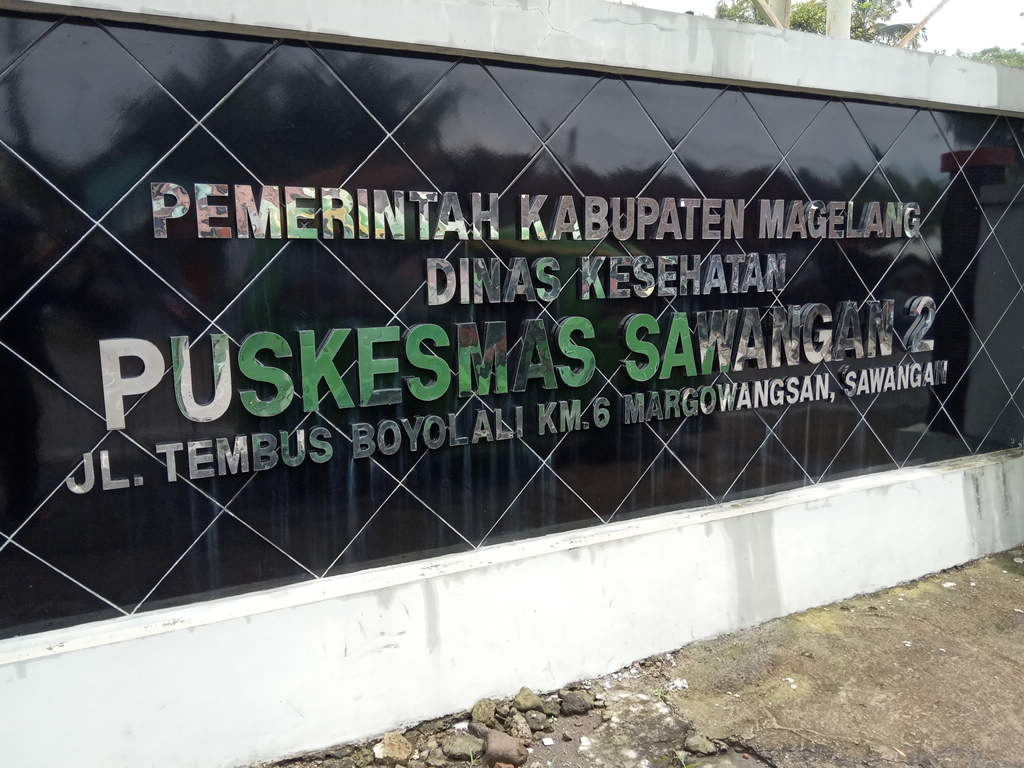 PEMERINTAH KABUPATEN MAGELANG
DINAS KESEHATAN
PUSKESMAS SAWANGAN 2
JL. TEMBUS BOYOLALI KM.6 MARGOWANGSAN, SAWANGAN